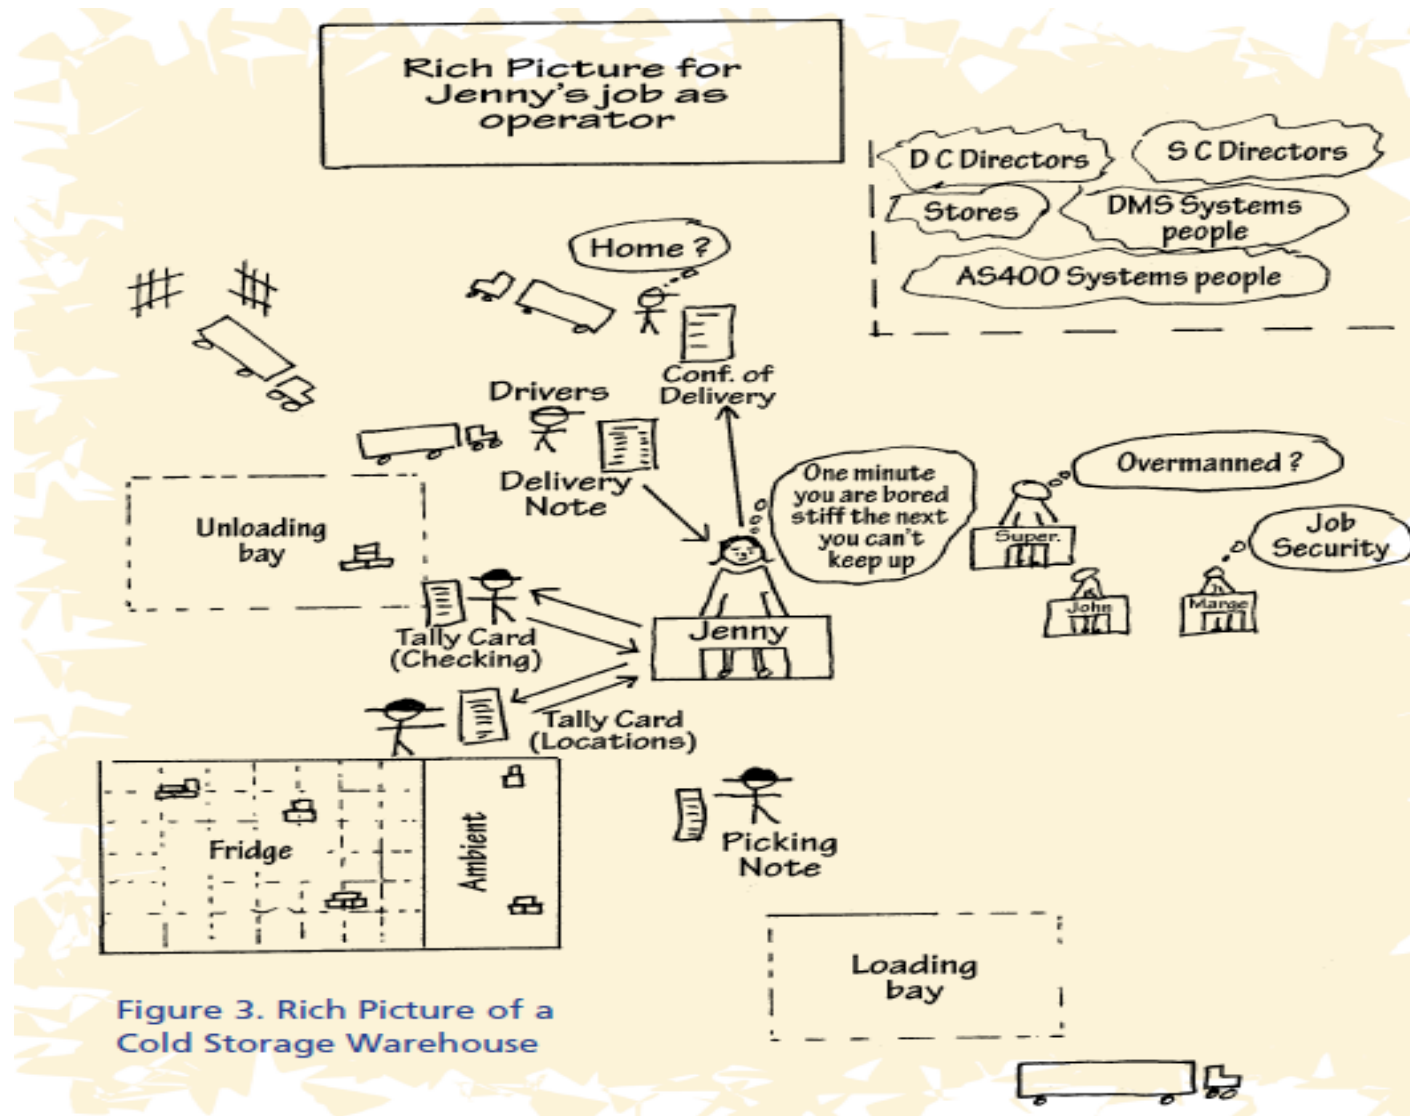 Rich Picture for
Jenny's job as
operator
D C Directors
S C Directors
Stores
DMS Systems
people
AS400 Systems people
Home ?
Conf. of
Delivery
Drivers
Delivery
Note
One minute
you are bored
stiff the next
you can't
keep up
Overmanned ?
Super.
Job
Security
John
Marge
Unloading
bay
Tally Card
(Checking)
Jenny
Tally Card
(Locations)
Fridge
Ambient
Picking
Note
Loading
bay
Figure 3. Rich Picture of a
Cold Storage Warehouse